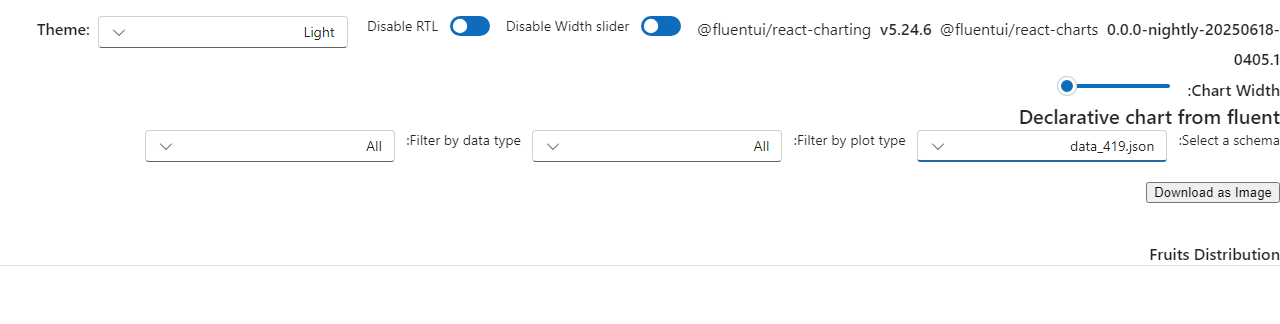 Theme: Light Disable RTL Disable Width slider @fluentui/react-charting v5.24.6 @fluentui/react-charts 0.0.0-nightly-20250618-
0405.1
:Chart Width
Declarative chart from fluent
:Select a schema data_419.json :Filter by plot type All :Filter by data type All
Download as Image
Fruits Distribution